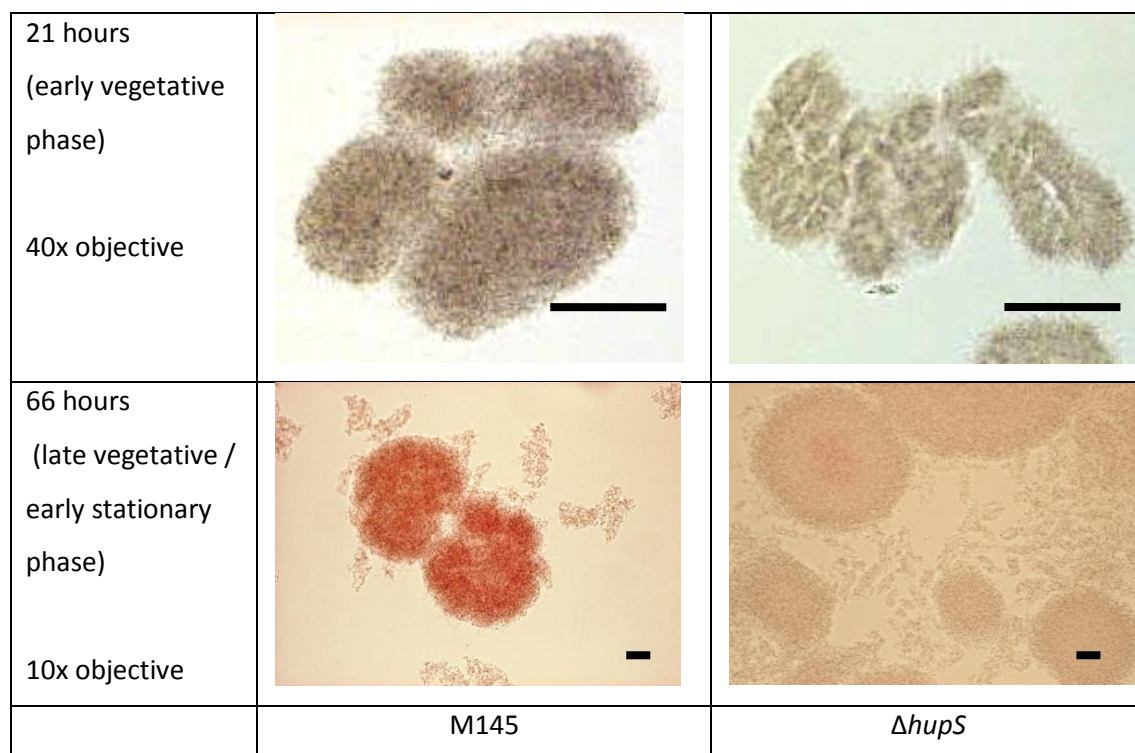 21 hours
(early vegetative
phase)
40x objective
66 hours
(late vegetative /
early stationary
phase)
10x objective
M145
ΔhupS